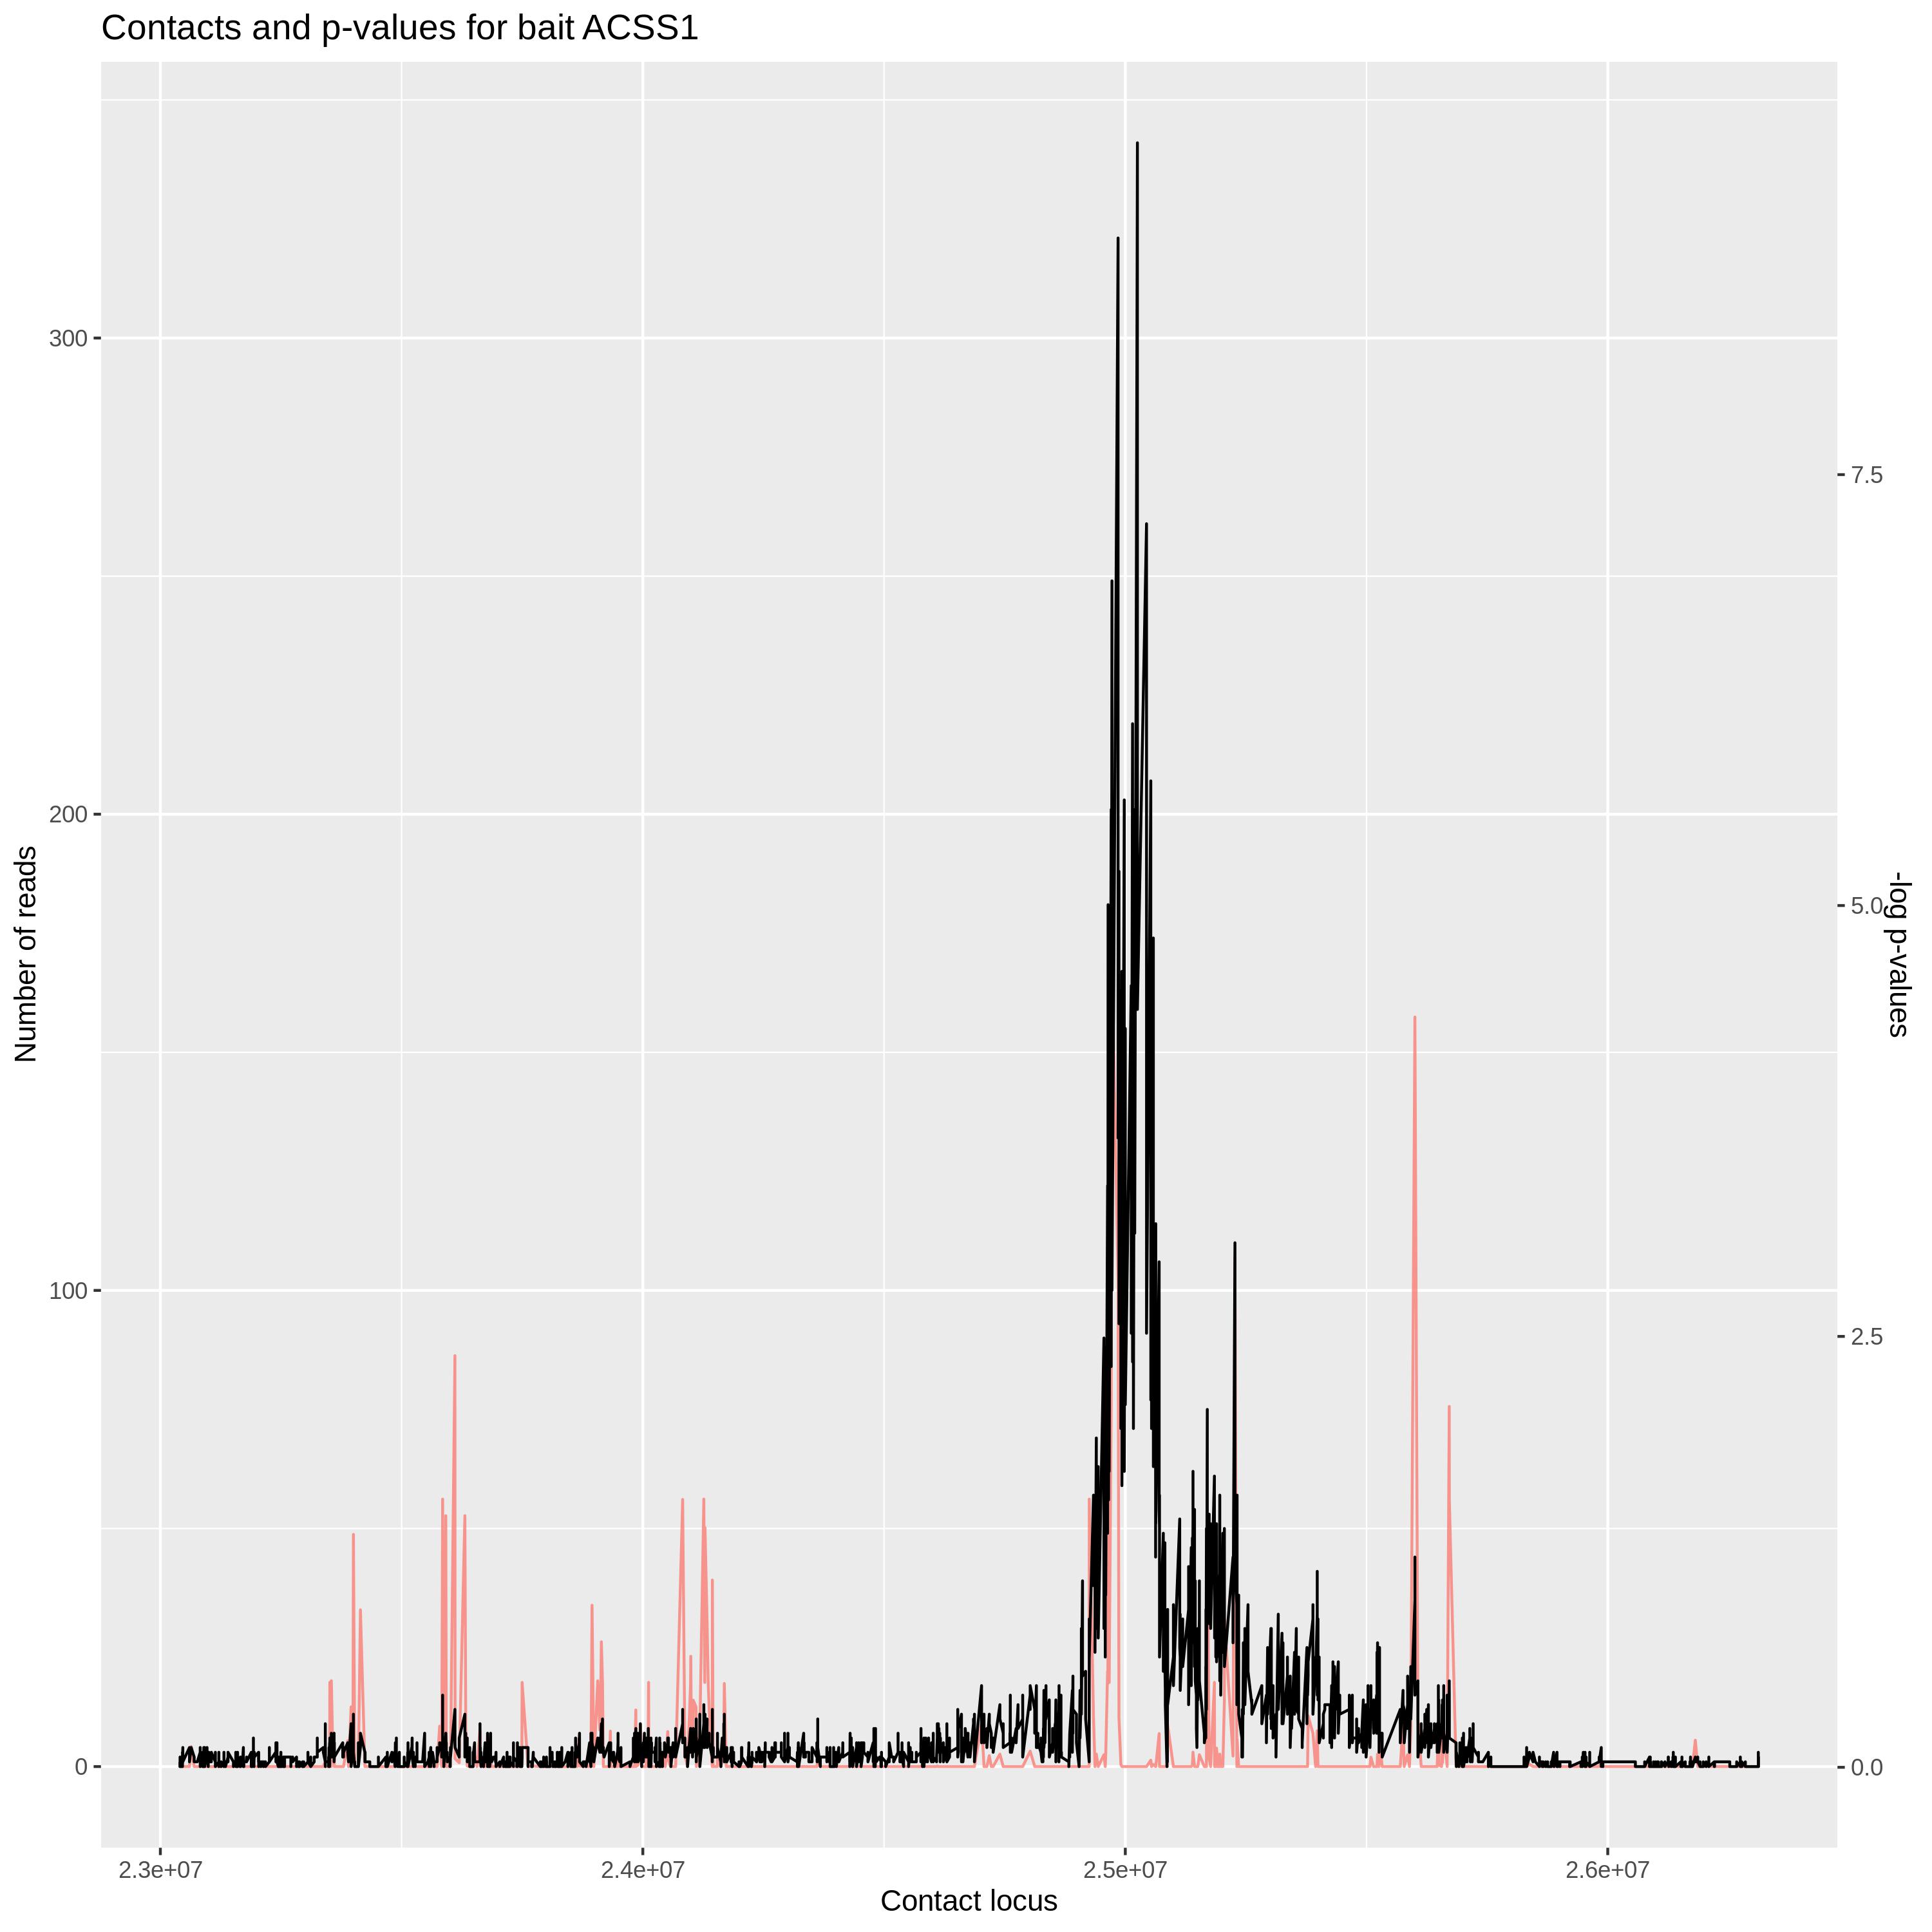 Contacts and p-values for bait ACSS1
300
200
100
0
Number of reads
7.5
5.0
2.5
0.0
-log p-values
2.3e+07
2.4e+07
2.5e+07
2.6e+07
Contact locus